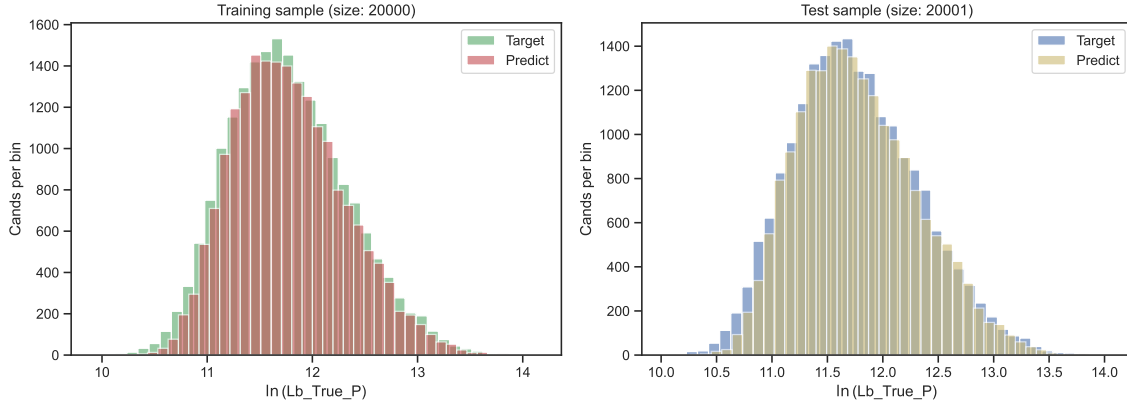 Training sample (size: 20000)
Cands per bin
1600
1400
1200
1000
800
600
400
200
0
Target
Predict
10 11 12 13 14
ln (Lb_True_P)
Test sample (size: 20001)
Cands per bin
1400
1200
1000
800
600
400
200
0
Target
Predict
10.0 10.5 11.0 11.5 12.0 12.5 13.0 13.5 14.0
ln (Lb_True_P)